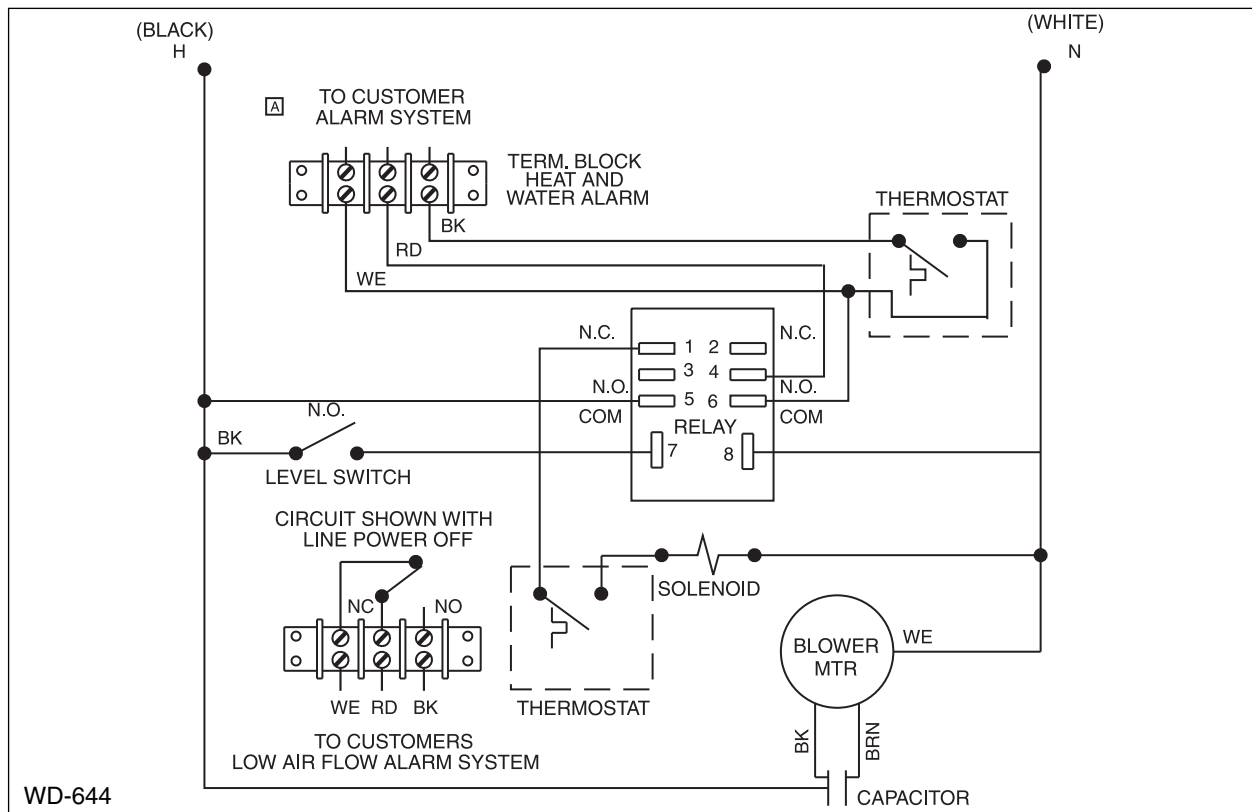 (BLACK)
H
(WHITE)
N
A
TO CUSTOMER
ALARM SYSTEM
TERM. BLOCK
HEAT AND
WATER ALARM
BK
RD
WE
THERMOSTAT
N.C.
1 2
N.C.
3 4
N.O.
N.O.
5 6
COM
COM
RELAY
7
8
N.O.
BK
LEVEL SWITCH
CIRCUIT SHOWN WITH
LINE POWER OFF
NC
NO
WE RD BK
TO CUSTOMERS
LOW AIR FLOW ALARM SYSTEM
THERMOSTAT
SOLENOID
BLOWER
MTR
WE
BK
BRN
CAPACITOR
WD-644